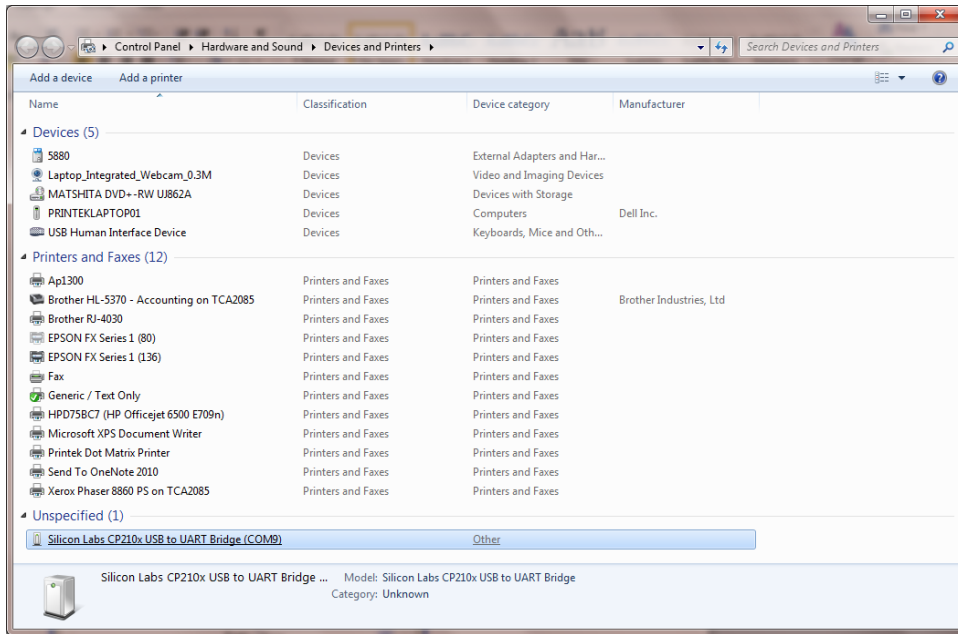 Control Panel ▸ Hardware and Sound ▸ Devices and Printers ▸
Search Devices and Printers
Add a device Add a printer
Name Classification Device category Manufacturer
Devices (5)
5880 Devices External Adapters and Har...
Laptop_Integrated_Webcam_0.3M Devices Video and Imaging Devices
MATSHITA DVD+-RW UJ862A Devices Devices with Storage
PRINTEKLAPTOP01 Devices Computers Dell Inc.
USB Human Interface Device Devices Keyboards, Mice and Oth...
Printers and Faxes (12)
Ap1300 Printers and Faxes Printers and Faxes
Brother HL-5370 - Accounting on TCA2085 Printers and Faxes Printers and Faxes Brother Industries, Ltd
Brother RJ-4030 Printers and Faxes Printers and Faxes
EPSON FX Series 1 (80) Printers and Faxes Printers and Faxes
EPSON FX Series 1 (136) Printers and Faxes Printers and Faxes
Fax Printers and Faxes Printers and Faxes
Generic / Text Only Printers and Faxes Printers and Faxes
HPD75BC7 (HP Officejet 6500 E709n) Printers and Faxes Printers and Faxes
Microsoft XPS Document Writer Printers and Faxes Printers and Faxes
Printek Dot Matrix Printer Printers and Faxes Printers and Faxes
Send To OneNote 2010 Printers and Faxes Printers and Faxes
Xerox Phaser 8860 PS on TCA2085 Printers and Faxes Printers and Faxes
Unspecified (1)
Silicon Labs CP210x USB to UART Bridge (COM9) Other
Silicon Labs CP210x USB to UART Bridge ... Model: Silicon Labs CP210x USB to UART Bridge
Category: Unknown